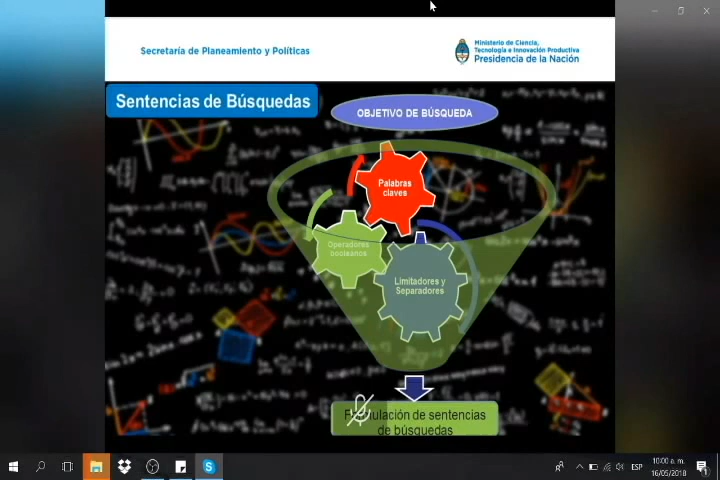 Secretaría de Planeamiento y Políticas
Ministerio de Ciencia,
Tecnología e Innovación Productiva
Presidencia de la Nación
Sentencias de Búsquedas
OBJETIVO DE BÚSQUEDA
Palabras
claves
Operadores
booleanos
Limitadores y
Separadores
Formulación de sentencias
de búsquedas
ESP
10:00 a. m.
16/05/2018